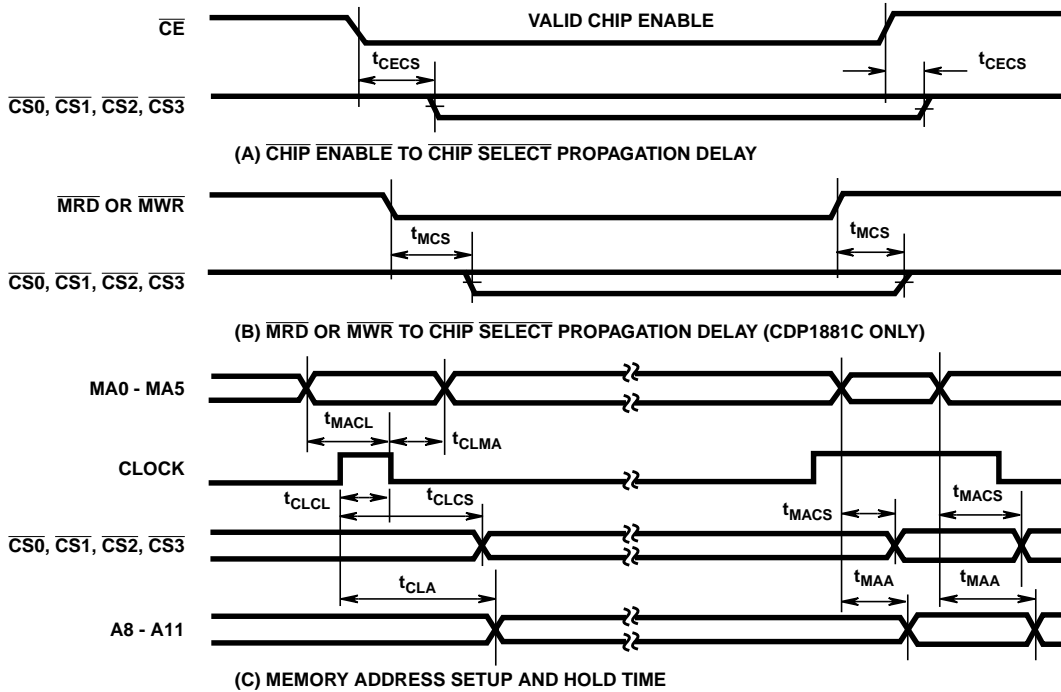 CE VALID CHIP ENABLE
tCECS tCECS
CS0, CS1, CS2, CS3
(A) CHIP ENABLE TO CHIP SELECT PROPAGATION DELAY
MRD OR MWR
tMCS tMCS
CS0, CS1, CS2, CS3
(B) MRD OR MWR TO CHIP SELECT PROPAGATION DELAY (CDP1881C ONLY)
MA0 - MA5
tMACL tCLMA
CLOCK
tCLCL tCLCS tMACS tMACS
CS0, CS1, CS2, CS3
tCLA tMAA tMAA
A8 - A11
(C) MEMORY ADDRESS SETUP AND HOLD TIME